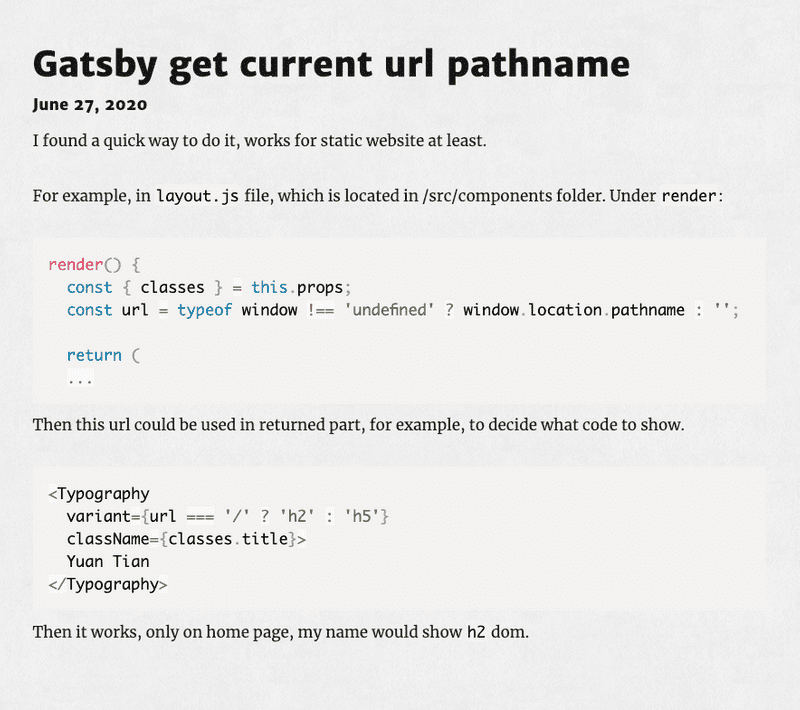 Gatsby get current url pathname
June 27, 2020
I found a quick way to do it, works for static website at least.
For example, in layout.js file, which is located in /src/components folder. Under render:
render() {
const { classes } = this.props;
const url = typeof window !== 'undefined' ? window.location.pathname : '';
return (
...
Then this url could be used in returned part, for example, to decide what code to show.
<Typography
variant={url === '/' ? 'h2' : 'h5'}
className={classes.title}>
Yuan Tian
</Typography>
Then it works, only on home page, my name would show h2 dom.